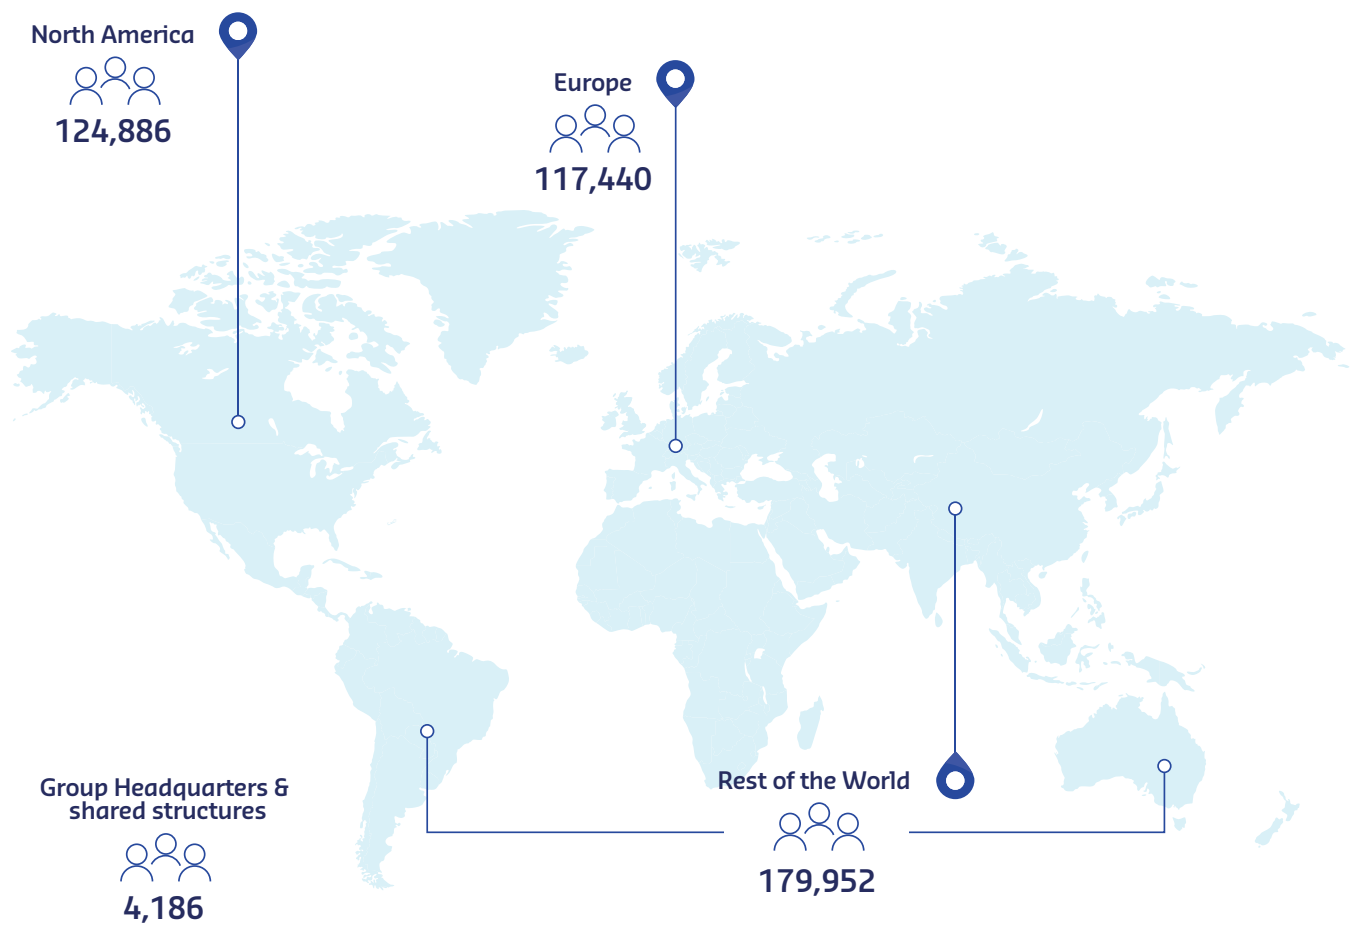 North America
124,886
Europe
117,440
Group Headquarters &
shared structures
4,186
Rest of the World
179,952